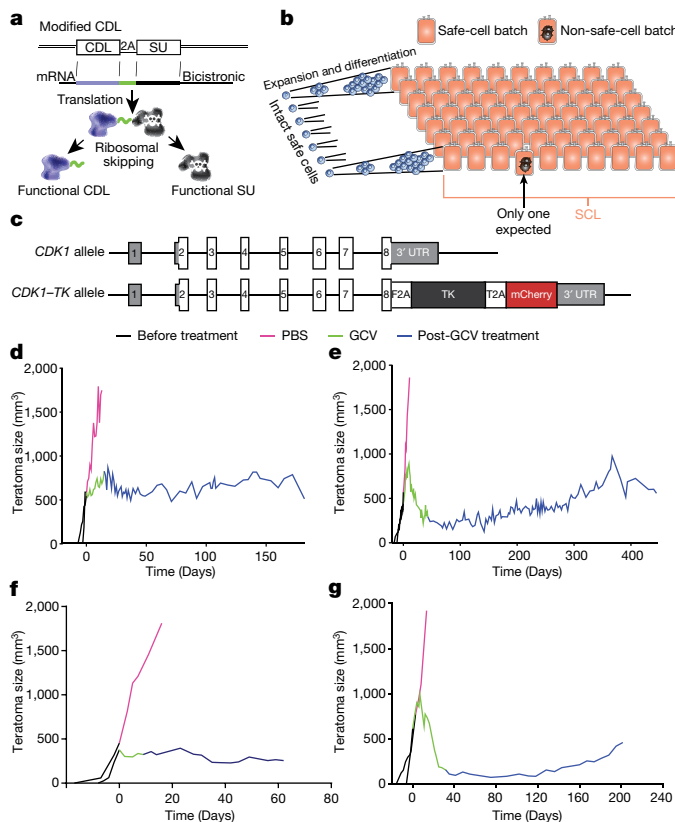 a
Modified CDL
CDL 2A SU
mRNA Bicistronic
Translation
Ribosomal
skipping
Functional CDL Functional SU
b
Safe-cell batch Non-safe-cell batch
Expansion and differentiation
Intact safe cells
Only one
expected
SCL
c
CDK1 allele 1 2 3 4 5 6 7 8 3′ UTR
CDK1–TK allele 1 2 3 4 5 6 7 8 F2A TK T2A mCherry 3′ UTR
Before treatment PBS GCV Post-GCV treatment
d
Teratoma size (mm³)
2,000
1,500
1,000
500
0
0 50 100 150
Time (Days)
e
Teratoma size (mm³)
2,000
1,500
1,000
500
0
0 100 200 300 400
Time (Days)
f
Teratoma size (mm³)
2,000
1,500
1,000
500
0
0 20 40 60 80
Time (Days)
g
Teratoma size (mm³)
2,000
1,500
1,000
500
0
0 40 80 120 160 200 240
Time (Days)